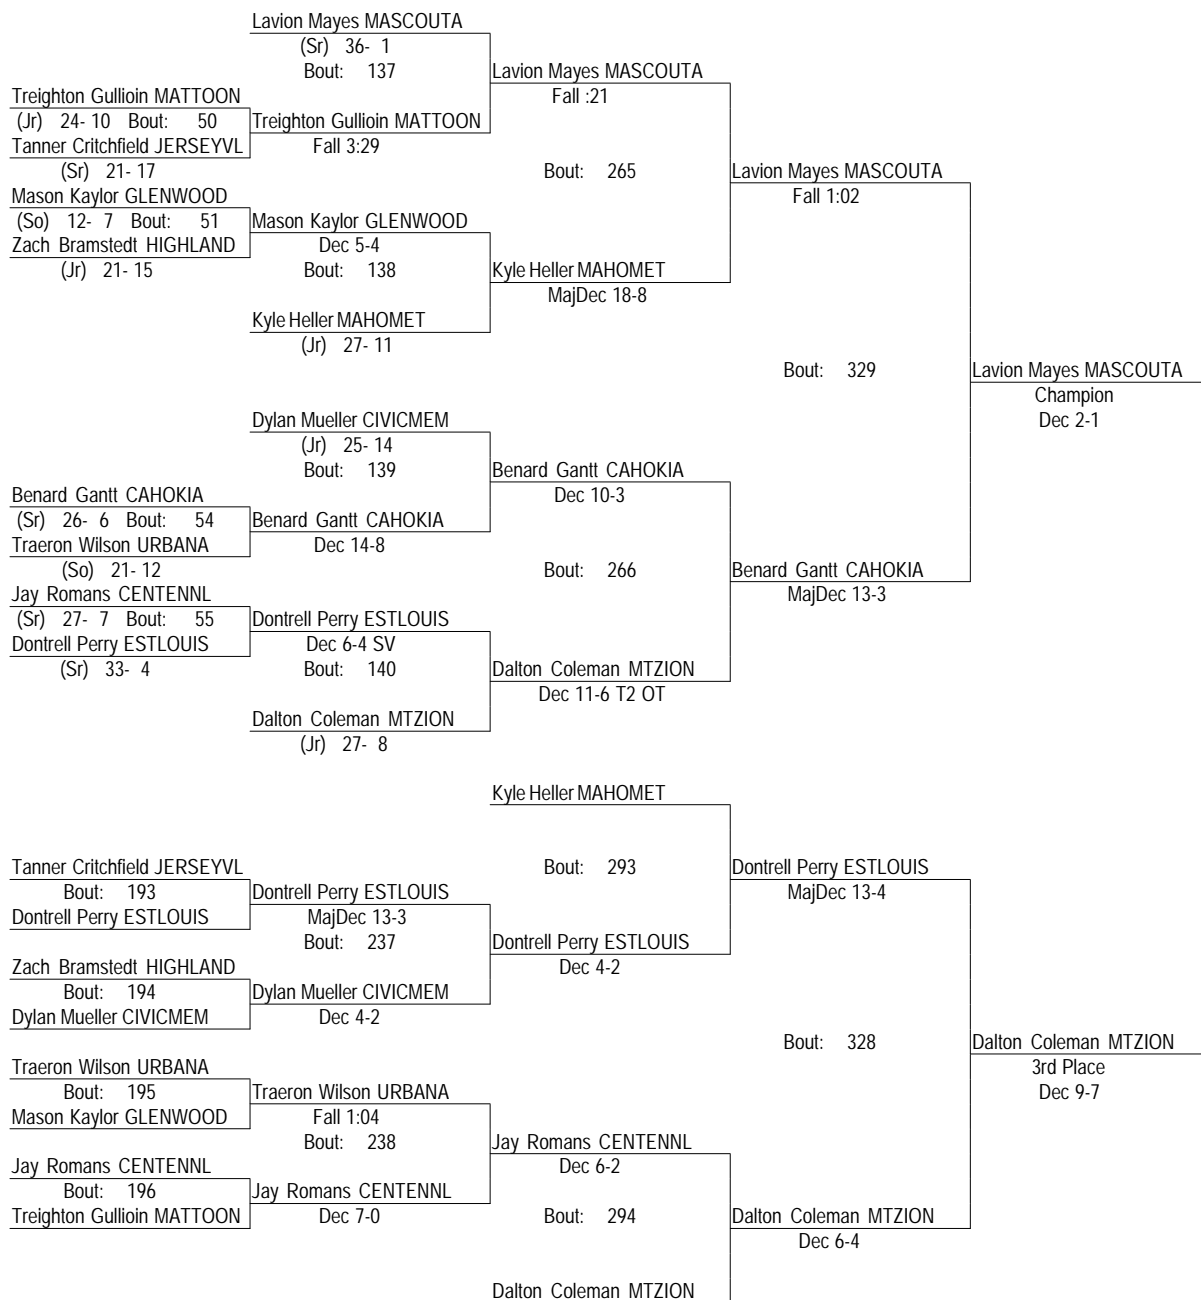 Lavion Mayes MASCOUTA
(Sr) 36- 1
Bout: 137
Lavion Mayes MASCOUTA
Fall :21
Treighton Gullioin MATTOON
(Jr) 24- 10 Bout: 50
Treighton Gullioin MATTOON
Tanner Critchfield JERSEYVL
Fall 3:29
(Sr) 21- 17
Bout: 265
Lavion Mayes MASCOUTA
Fall 1:02
Mason Kaylor GLENWOOD
(So) 12- 7 Bout: 51
Mason Kaylor GLENWOOD
Zach Bramstedt HIGHLAND
Dec 5-4
(Jr) 21- 15
Bout: 138
Kyle Heller MAHOMET
MajDec 18-8
Kyle Heller MAHOMET
(Jr) 27- 11
Bout: 329
Lavion Mayes MASCOUTA
Champion
Dec 2-1
Dylan Mueller CIVICMEM
(Jr) 25- 14
Bout: 139
Benard Gantt CAHOKIA
Dec 10-3
Benard Gantt CAHOKIA
(Sr) 26- 6 Bout: 54
Benard Gantt CAHOKIA
Traeron Wilson URBANA
Dec 14-8
(So) 21- 12
Bout: 266
Benard Gantt CAHOKIA
MajDec 13-3
Jay Romans CENTENNL
(Sr) 27- 7 Bout: 55
Dontrell Perry ESTLOUIS
Dontrell Perry ESTLOUIS
Dec 6-4 SV
(Sr) 33- 4
Bout: 140
Dalton Coleman MTZION
Dec 11-6 T2 OT
Dalton Coleman MTZION
(Jr) 27- 8
Kyle Heller MAHOMET
Tanner Critchfield JERSEYVL
Bout: 293
Dontrell Perry ESTLOUIS
MajDec 13-4
Bout: 193
Dontrell Perry ESTLOUIS
Dontrell Perry ESTLOUIS
MajDec 13-3
Bout: 237
Dontrell Perry ESTLOUIS
Dec 4-2
Zach Bramstedt HIGHLAND
Bout: 194
Dylan Mueller CIVICMEM
Dylan Mueller CIVICMEM
Dec 4-2
Bout: 328
Dalton Coleman MTZION
3rd Place
Dec 9-7
Traeron Wilson URBANA
Bout: 195
Traeron Wilson URBANA
Mason Kaylor GLENWOOD
Fall 1:04
Bout: 238
Jay Romans CENTENNL
Dec 6-2
Jay Romans CENTENNL
Bout: 196
Jay Romans CENTENNL
Treighton Gullioin MATTOON
Dec 7-0
Bout: 294
Dalton Coleman MTZION
Dec 6-4
Dalton Coleman MTZION